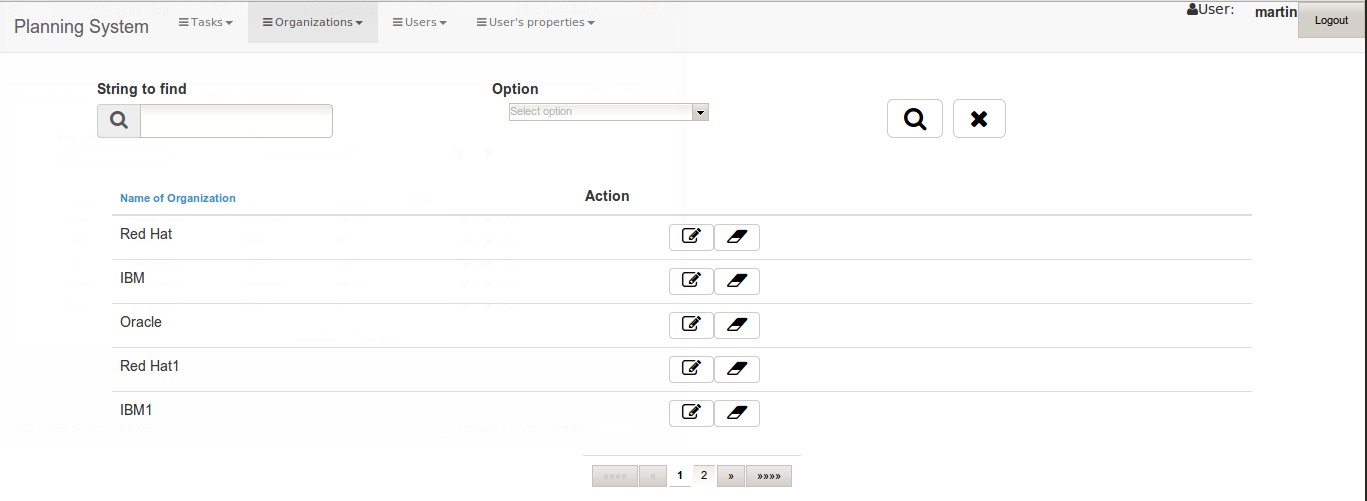 Planning System Tasks Organizations Users User's properties User: martin Logout
String to find Option
Select option
Name of Organization Action
Red Hat
IBM
Oracle
Red Hat1
IBM1
«««« « 1 2 » »»»»